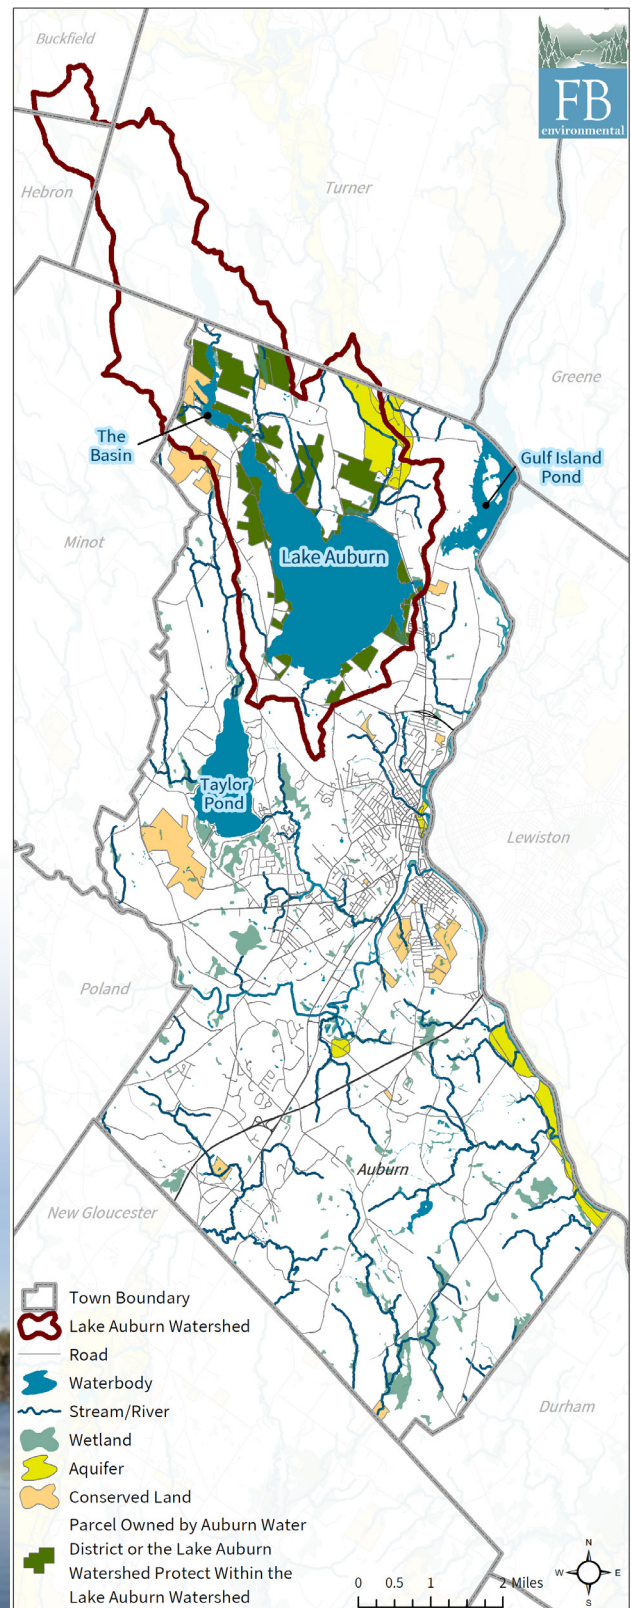 Buckfield
FB
environmental
Hebron
Turner
Greene
The
Basin
Gulf Island
Pond
Minot
Lake Auburn
Taylor
Pond
Lewiston
Poland
Auburn
New Gloucester
Durham
Town Boundary
Lake Auburn Watershed
Road
Waterbody
Stream/River
Wetland
Aquifer
Conserved Land
Parcel Owned by Auburn Water
District or the Lake Auburn
Watershed Protect Within the
Lake Auburn Watershed
N
W E
S
0 0.5 1 2 Miles